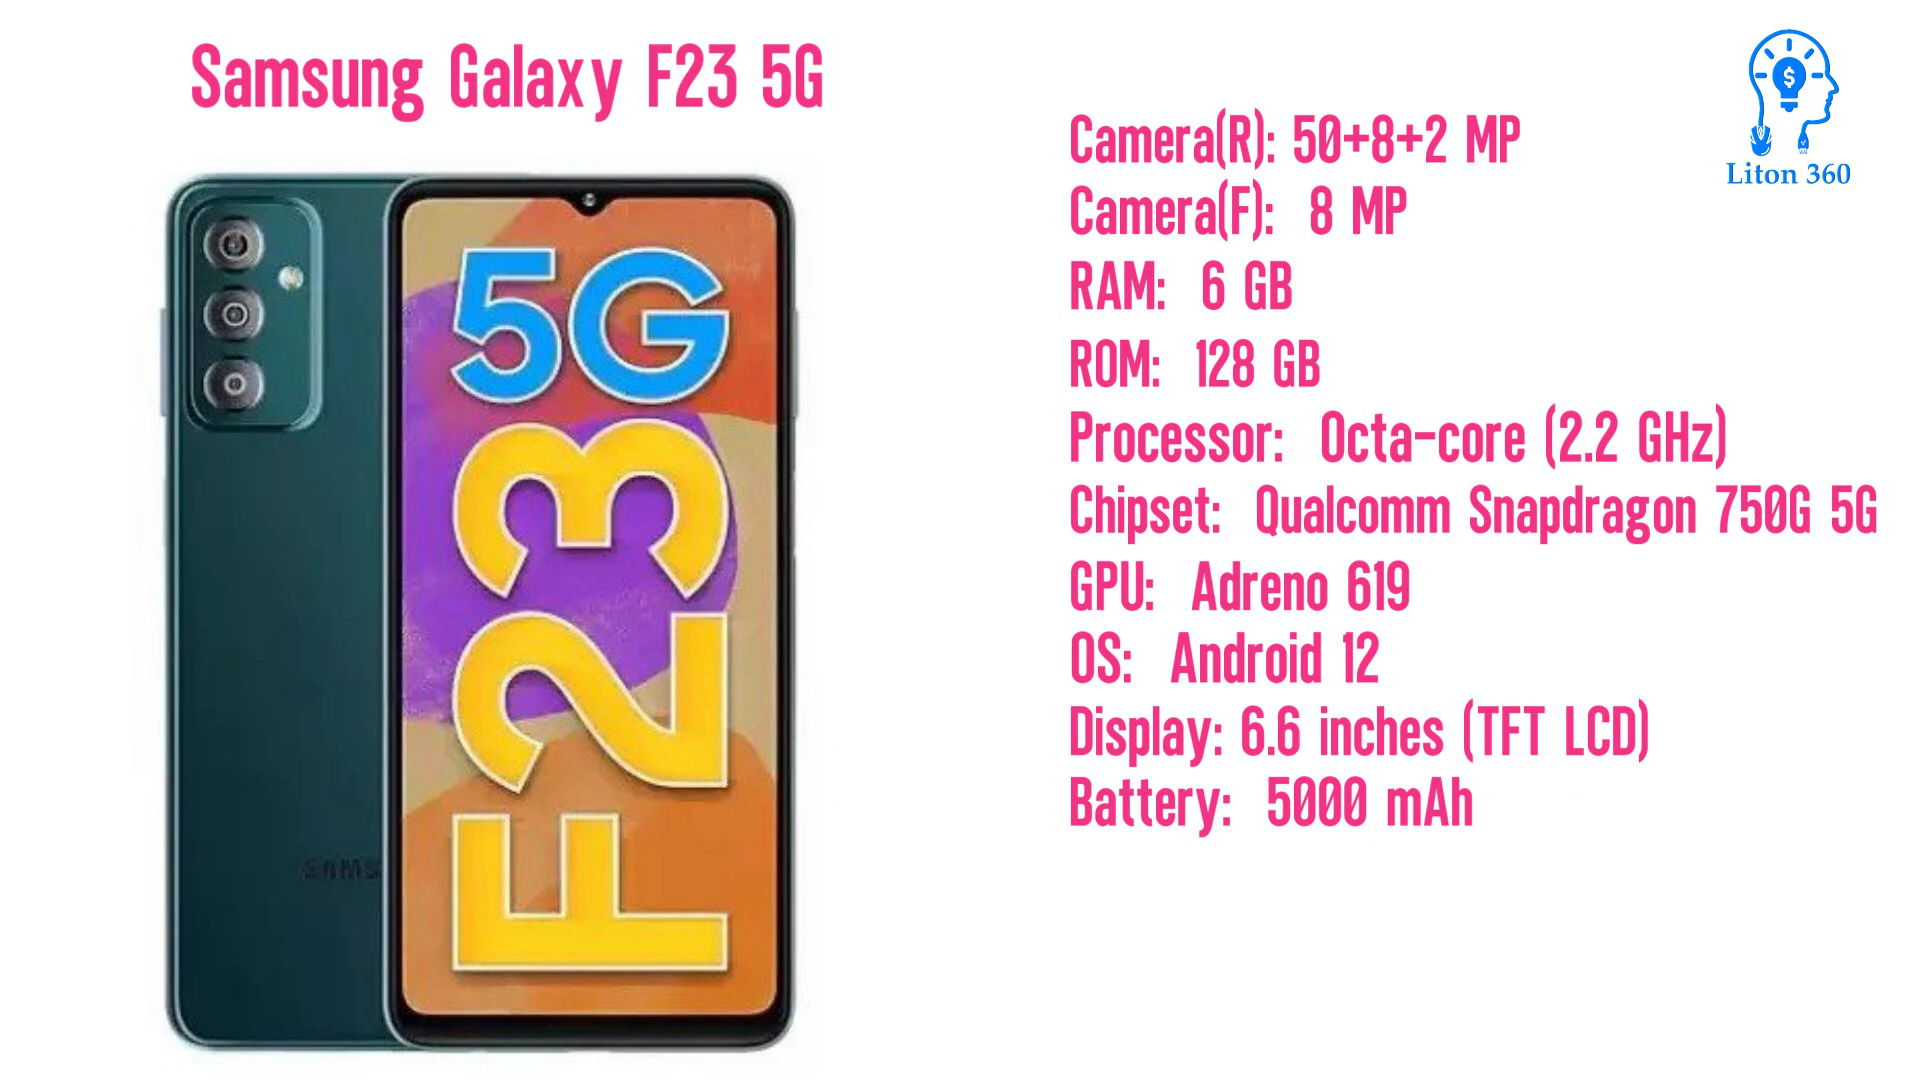 Samsung Galaxy F23 5G
5G
F23
SAMS
Camera(R): 50+8+2 MP
Camera(F): 8 MP
RAM: 6 GB
ROM: 128 GB
Processor: Octa-core (2.2 GHz)
Chipset: Qualcomm Snapdragon 750G 5G
GPU: Adreno 619
OS: Android 12
Display: 6.6 inches (TFT LCD)
Battery: 5000 mAh
$
Liton 360